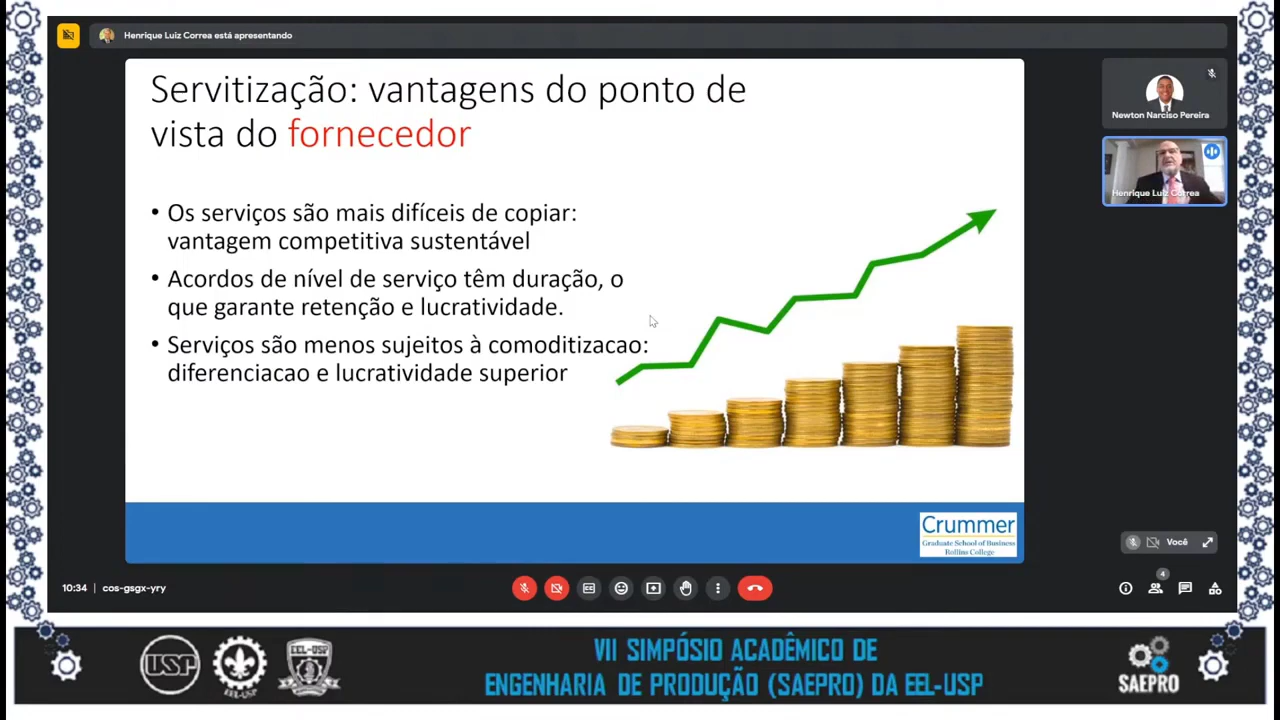 Henrique Luiz Correa está apresentando
Servitização: vantagens do ponto de
vista do fornecedor
• Os serviços são mais difíceis de copiar:
vantagem competitiva sustentável
• Acordos de nível de serviço têm duração, o
que garante retenção e lucratividade.
• Serviços são menos sujeitos à comoditizacao:
diferenciacao e lucratividade superior
Crummer
Graduate School of Business
Rollins College
Newton Narciso Pereira
Henrique Luiz Correa
Você
10:34 | cos-gsgx-yry
4
USP
EEL-USP
EEL-USP
VII SIMPÓSIO ACADÊMICO DE
ENGENHARIA DE PRODUÇÃO (SAEPRO) DA EEL-USP
SAEPRO